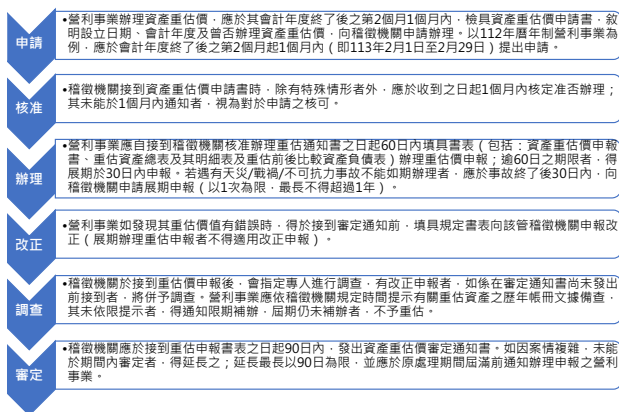 申請
•營利事業辦理資產重估價，應於其會計年度終了後之第2個月1個月內，檢具資產重估價申請書，敘
明設立日期、會計年度及曾否辦理資產重估價，向稽徵機關申請辦理。以112年曆年制營利事業為
例，應於會計年度終了後之第2個月起1個月內（即113年2月1日至2月29日）提出申請。
核准
•稽徵機關接到資產重估價申請書時，除有特殊情形者外，應於收到之日起1個月內核定准否辦理；
其未能於1個月內通知者，視為對於申請之核可。
辦理
•營利事業應自接到稽徵機關核准辦理重估通知書之日起60日內填具書表（包括：資產重估價申報
書、重估資產總表及其明細表及重估前後比較資產負債表）辦理重估價申報；逾60日之期限者，得
展期於30日內申報。若遇有天災/戰禍/不可抗力事故不能如期辦理者，應於事故終了後30日內，向
稽徵機關申請展期申報（以1次為限，最長不得超過1年）。
改正
•營利事業如發現其重估價值有錯誤時，得於接到審定通知前，填具規定書表向該管稽徵機關申報改
正（展期辦理重估申報者不得適用改正申報）。
調查
•稽徵機關於接到重估價申報後，會指定專人進行調查，有改正申報者，如係在審定通知書尚未發出
前接到者，將併予調查。營利事業應依稽徵機關規定時間提示有關重估資產之歷年帳冊文據備查，
其未依限提示者，得通知限期補辦，屆期仍未補辦者，不予重估。
審定
•稽徵機關應於接到重估申報書表之日起90日內，發出資產重估價審定通知書。如因案情複雜，未能
於期間內審定者，得延長之；延長最長以90日為限，並應於原處理期間屆滿前通知辦理申報之營利
事業。